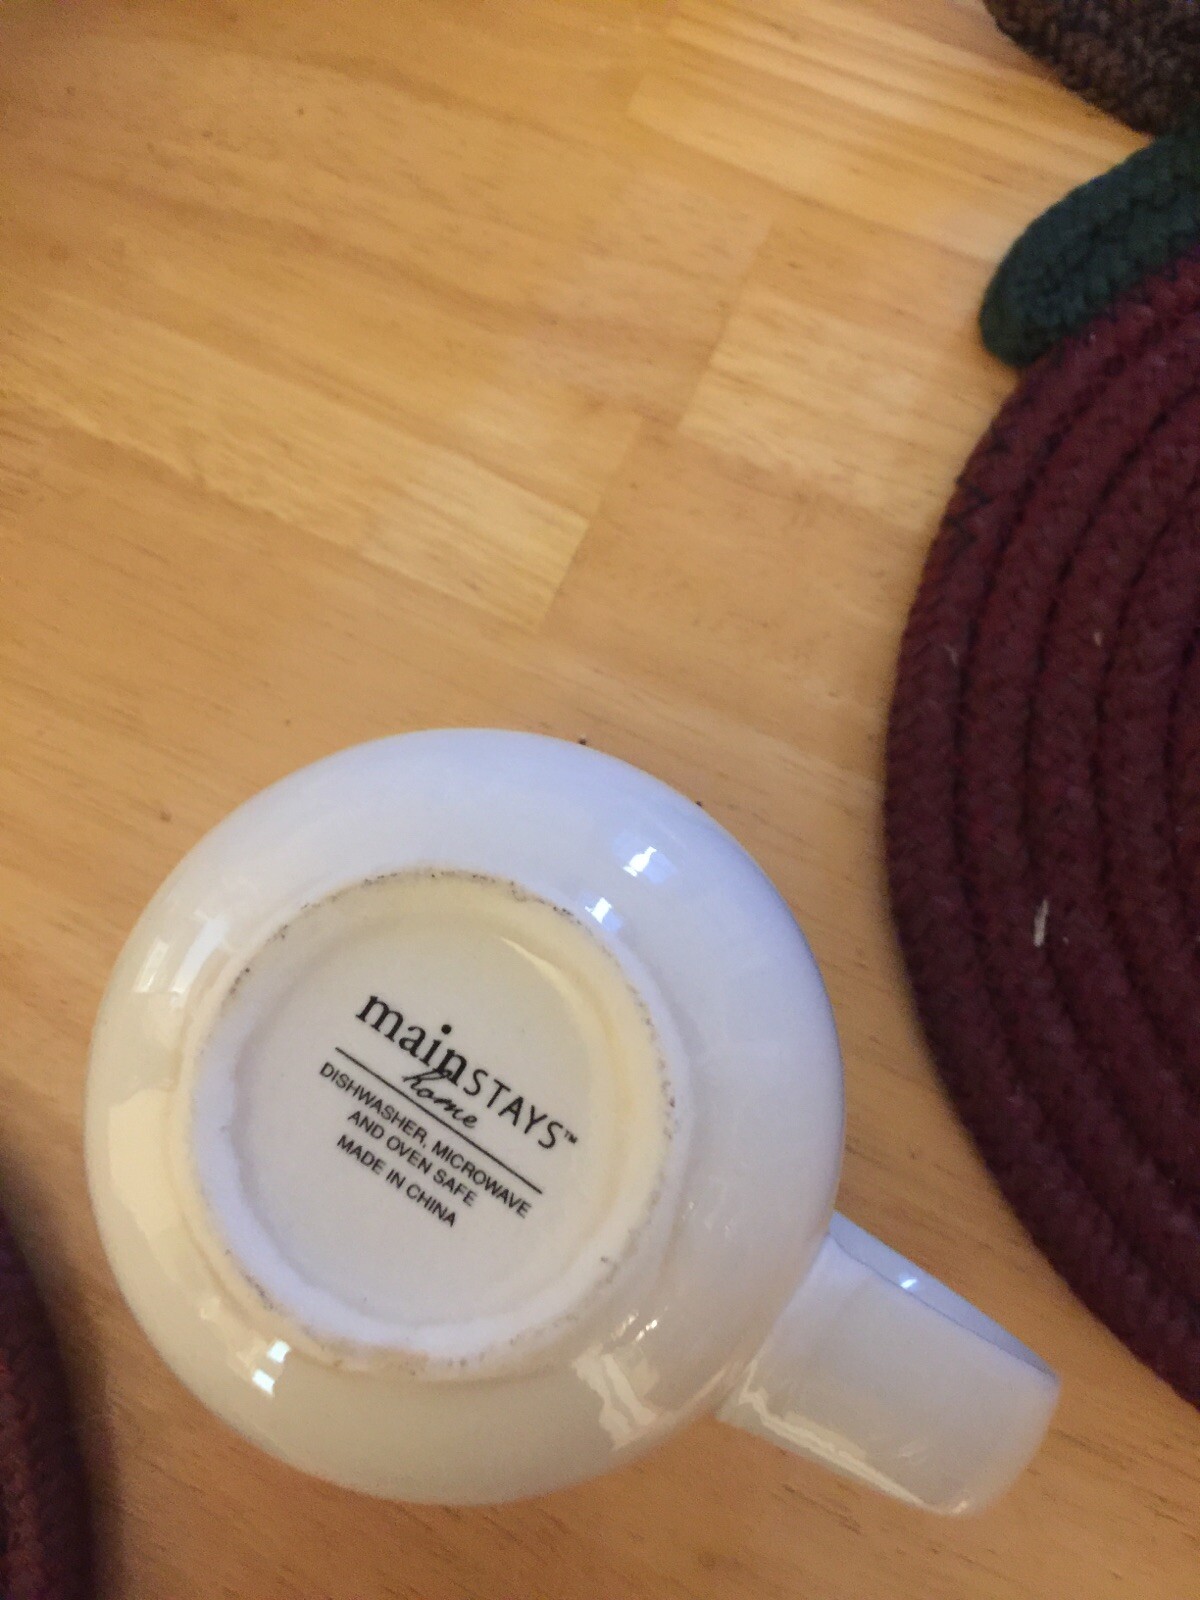 mainSTAYS™
home
DISHWASHER, MICROWAVE
AND OVEN SAFE
MADE IN CHINA